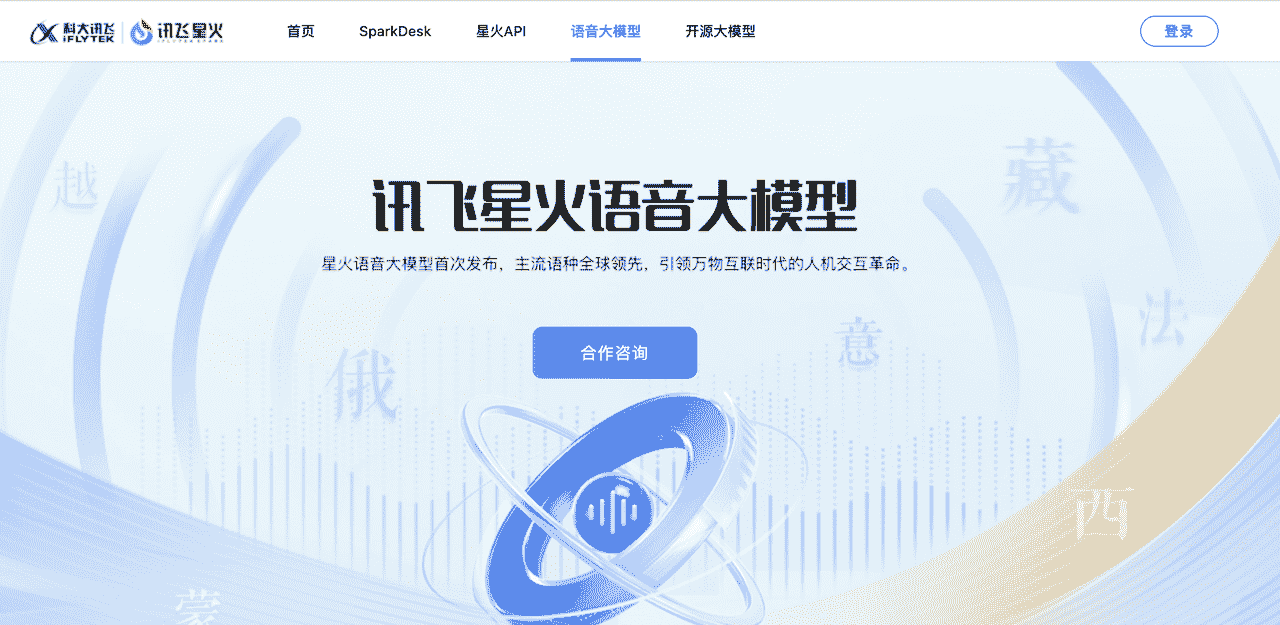 科大讯飞 iFLYTEK 讯飞星火 IFLYTEK SPARK 首页 SparkDesk 星火API 语音大模型 开源大模型 登录
越
藏
讯飞星火语音大模型
星火语音大模型首次发布，主流语种全球领先，引领万物互联时代的人机交互革命。
法
意
合作咨询
俄
西
蒙